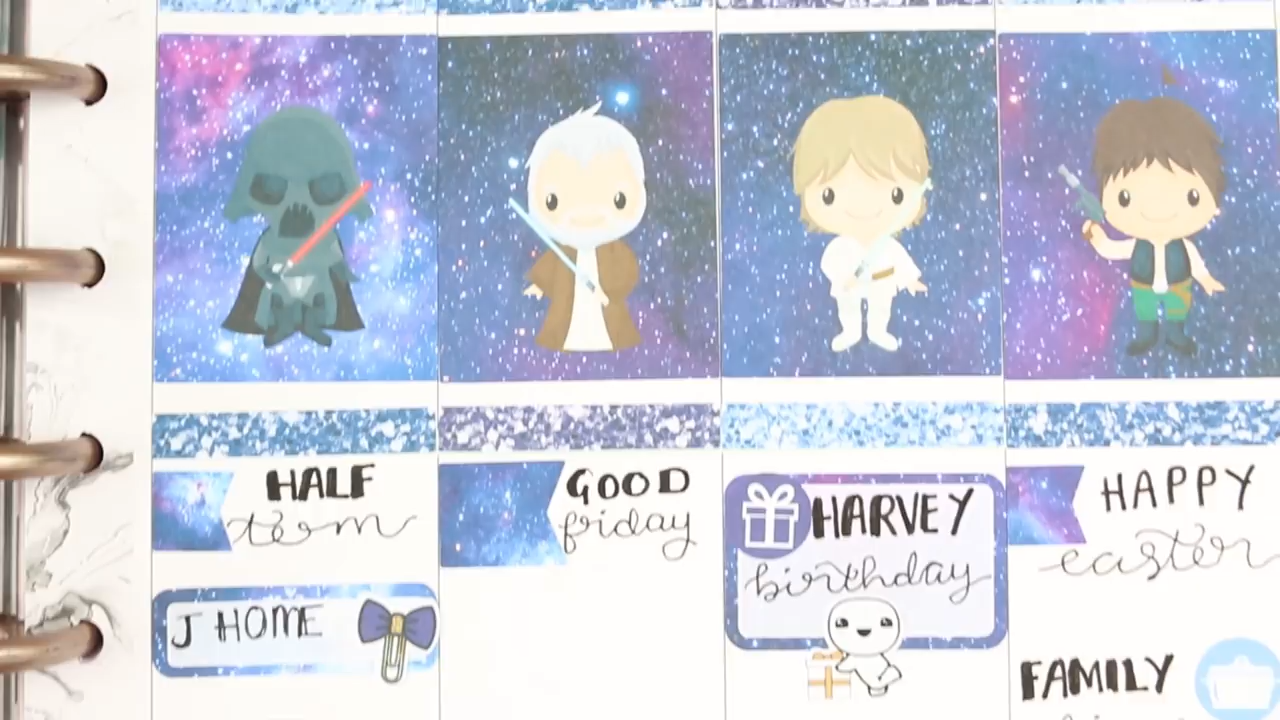 HALF
term
J HOME
GOOD
friday
HARVEY
birthday
HAPPY
easter
FAMILY